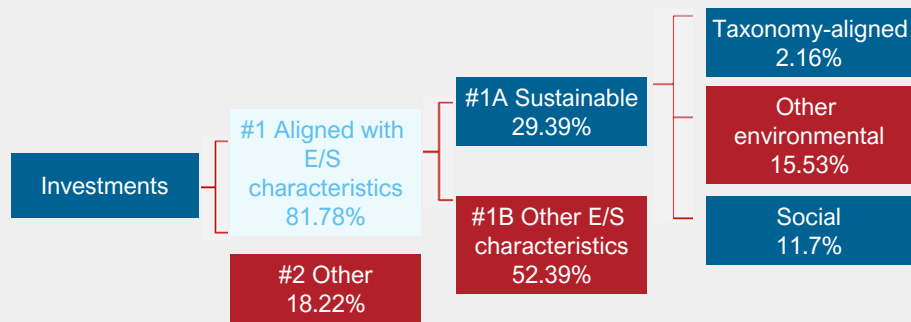 Investments
#1 Aligned with
E/S
characteristics
81.78%
#2 Other
18.22%
#1A Sustainable
29.39%
#1B Other E/S
characteristics
52.39%
Taxonomy-aligned
2.16%
Other
environmental
15.53%
Social
11.7%